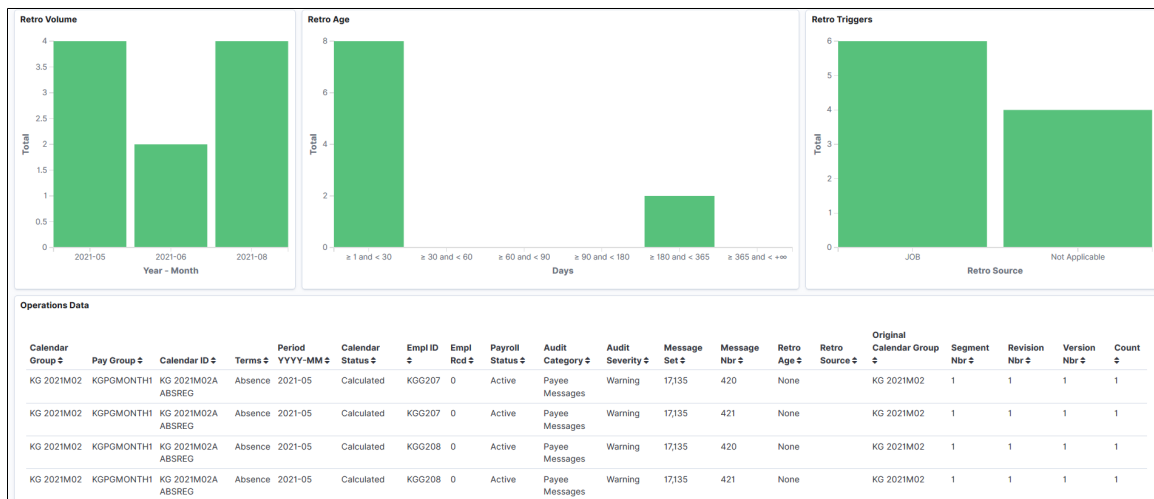 Retro Volume
4
3.5
3
2.5
2
1.5
1
0.5
0
Total
2021-05 2021-06 2021-08
Year - Month
Retro Age
8
6
4
2
0
Total
≥ 1 and < 30 ≥ 30 and < 60 ≥ 60 and < 90 ≥ 90 and < 180 ≥ 180 and < 365 ≥ 365 and < +∞
Days
Retro Triggers
6
5
4
3
2
1
0
Total
JOB Not Applicable
Retro Source
Operations Data
Calendar Group Pay Group Calendar ID Terms Period YYYY-MM Calendar Status Empl ID Empl Rcd Payroll Status Audit Category Audit Severity Message Set Message Nbr Retro Age Retro Source Original Calendar Group Segment Nbr Revision Nbr Version Nbr Count
KG 2021M02 KGPGMONTH1 KG 2021M02A ABSREG Absence 2021-05 Calculated KGG207 0 Active Payee Messages Warning 17,135 420 None KG 2021M02 1 1 1 1
KG 2021M02 KGPGMONTH1 KG 2021M02A ABSREG Absence 2021-05 Calculated KGG207 0 Active Payee Messages Warning 17,135 421 None KG 2021M02 1 1 1 1
KG 2021M02 KGPGMONTH1 KG 2021M02A ABSREG Absence 2021-05 Calculated KGG208 0 Active Payee Messages Warning 17,135 420 None KG 2021M02 1 1 1 1
KG 2021M02 KGPGMONTH1 KG 2021M02A ABSREG Absence 2021-05 Calculated KGG208 0 Active Payee Messages Warning 17,135 421 None KG 2021M02 1 1 1 1